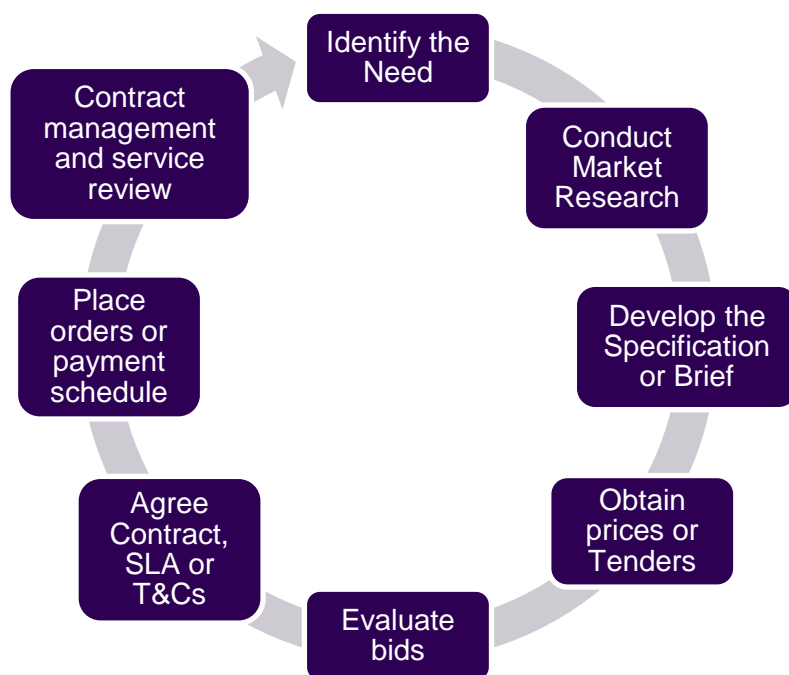 Identify the
Need
Conduct
Market
Research
Develop the
Specification
or Brief
Obtain
prices or
Tenders
Evaluate
bids
Agree
Contract,
SLA or
T&Cs
Place
orders or
payment
schedule
Contract
management
and service
review